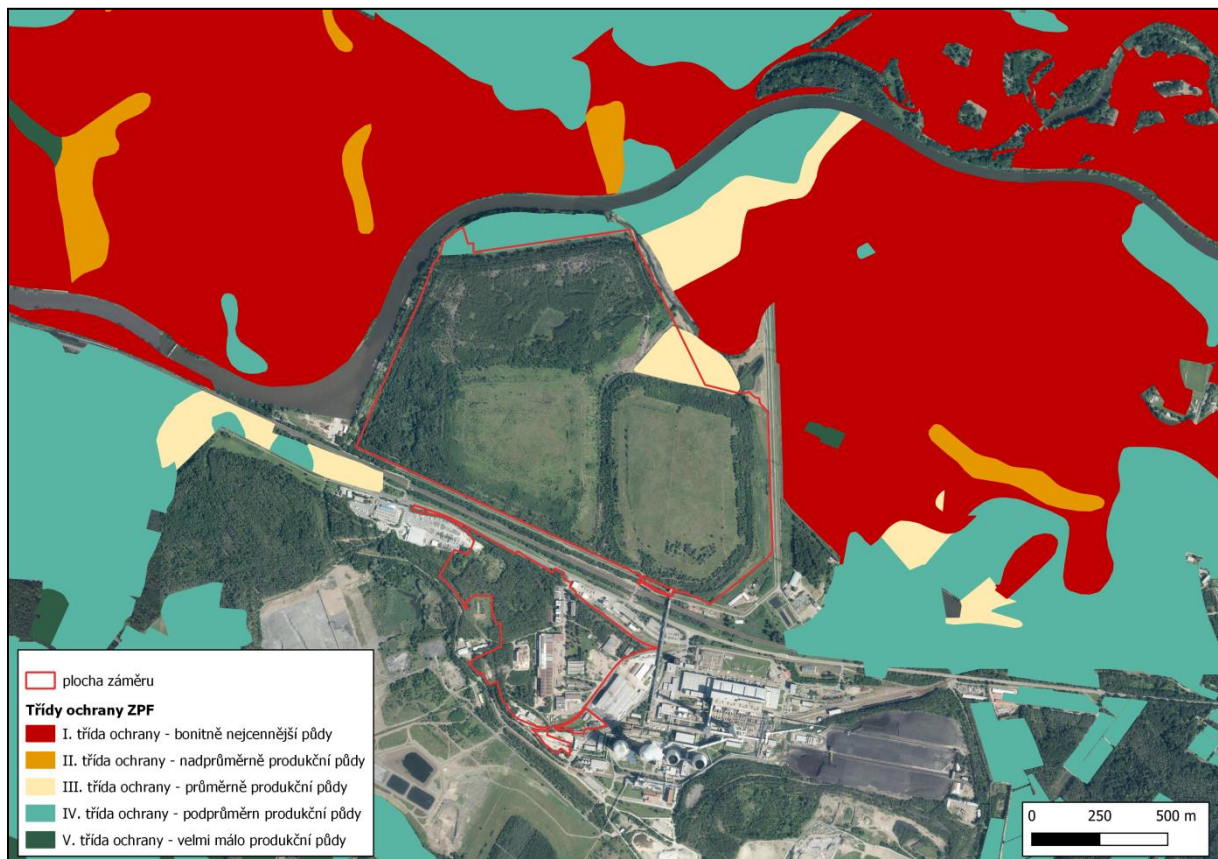 plocha záměru
Třídy ochrany ZPF
I. třída ochrany - bonitně nejcennější půdy
II. třída ochrany - nadprůměrně produkční půdy
III. třída ochrany - průměrně produkční půdy
IV. třída ochrany - podprůměrn produkční půdy
V. třída ochrany - velmi málo produkční půdy
0 250 500 m